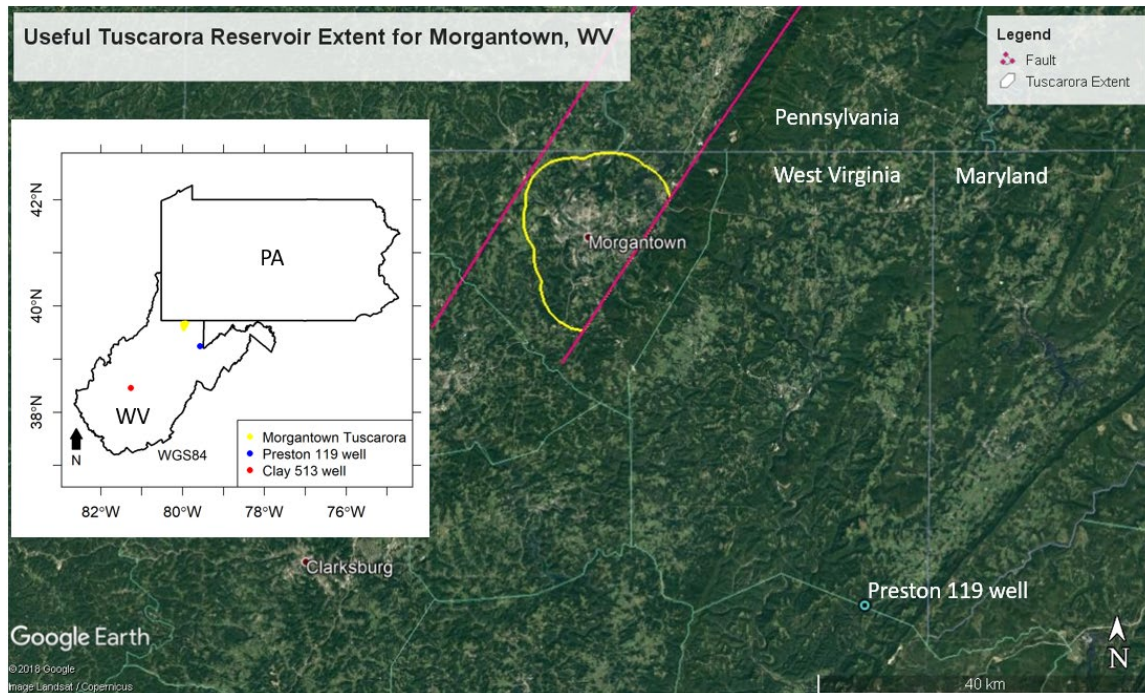 Useful Tuscarora Reservoir Extent for Morgantown, WV
Legend
Fault
Tuscarora Extent
Pennsylvania
West Virginia
Maryland
Morgantown
42°N
40°N
38°N
PA
WV
N
WGS84
Morgantown Tuscarora
Preston 119 well
Clay 513 well
82°W
80°W
78°W
76°W
Clarksburg
Preston 119 well
Google Earth
© 2018 Google
Image Landsat / Copernicus
N
40 km